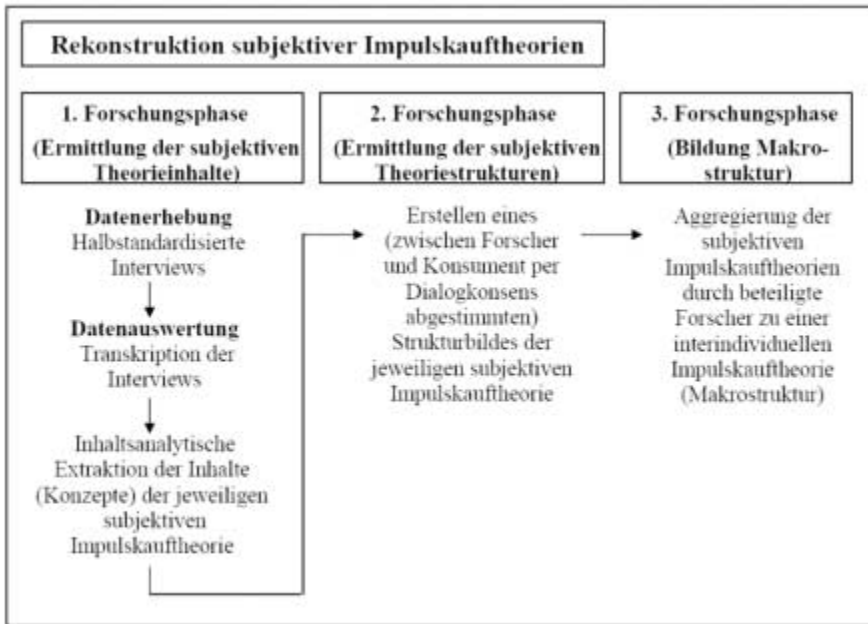 Rekonstruktion subjektiver Impulskauftheorien
1. Forschungsphase
(Ermittlung der subjektiven
Theorieinhalte)
Datenerhebung
Halbstandardisierte
Interviews
Datenauswertung
Transkription der
Interviews
Inhaltsanalytische
Extraktion der Inhalte
(Konzepte) der jeweiligen
subjektiven
Impulskauftheorie
2. Forschungsphase
(Ermittlung der subjektiven
Theoriestrukturen)
Erstellen eines
(zwischen Forscher
und Konsument per
Dialogkonsens
abgestimmten)
Strukturbildes der
jeweiligen subjektiven
Impulskauftheorie
3. Forschungsphase
(Bildung Makro-
struktur)
Aggregierung der
subjektiven
Impulskauftheorien
durch beteiligte
Forscher zu einer
interindividuellen
Impulskauftheorie
(Makrostruktur)